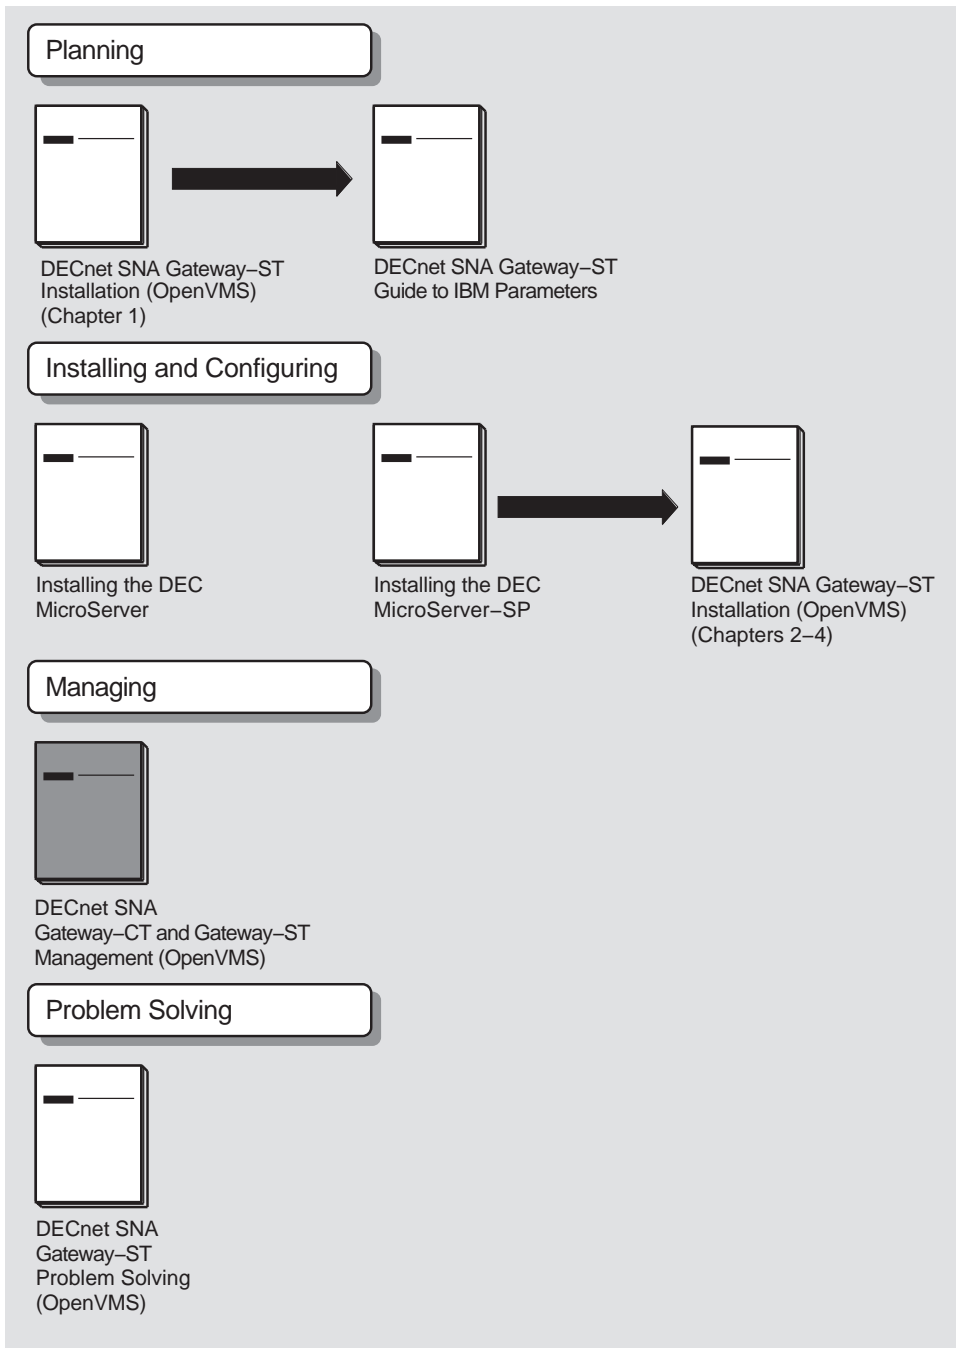 Planning
DECnet SNA Gateway–ST
Installation (OpenVMS)
(Chapter 1)
DECnet SNA Gateway–ST
Guide to IBM Parameters
Installing and Configuring
Installing the DEC
MicroServer
Installing the DEC
MicroServer–SP
DECnet SNA Gateway–ST
Installation (OpenVMS)
(Chapters 2–4)
Managing
DECnet SNA
Gateway–CT and Gateway–ST
Management (OpenVMS)
Problem Solving
DECnet SNA
Gateway–ST
Problem Solving
(OpenVMS)